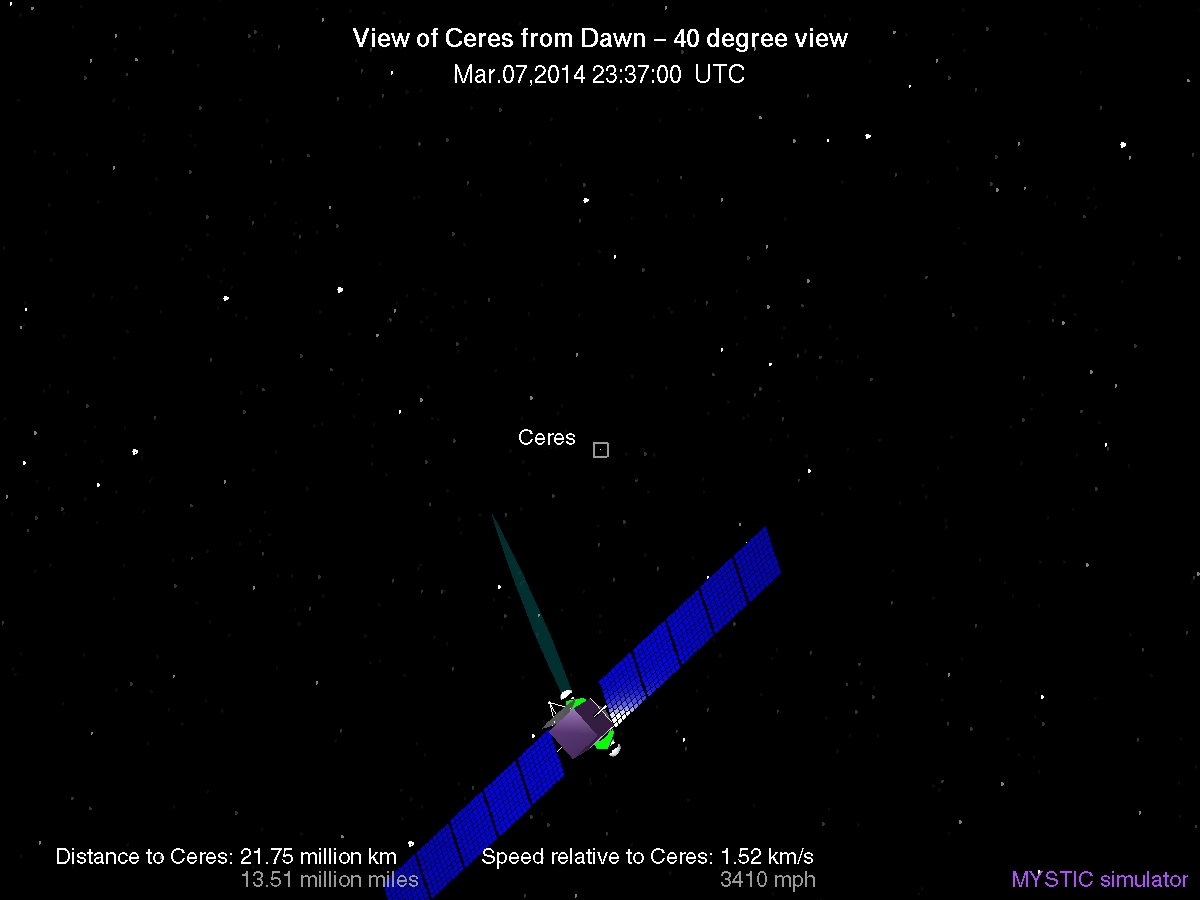 View of Ceres from Dawn – 40 degree view
Mar.07,2014 23:37:00 UTC
Ceres
Distance to Ceres: 21.75 million km
13.51 million miles
Speed relative to Ceres: 1.52 km/s
3410 mph
MYSTIC simulator